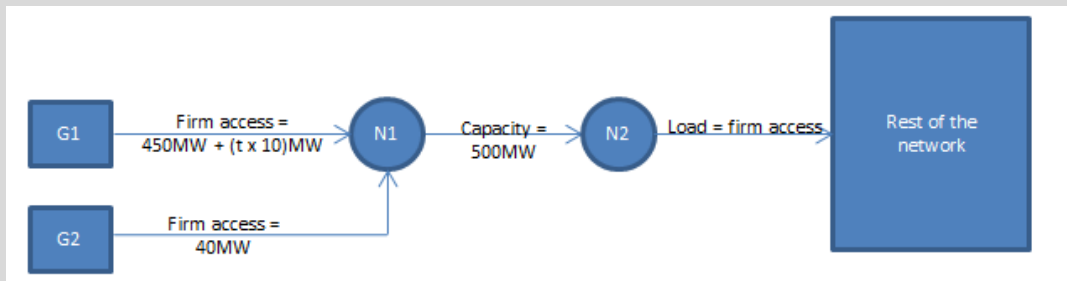 G1
Firm access =
450MW + (t x 10)MW
N1
Capacity =
500MW
N2
Load = firm access
Rest of the
network
G2
Firm access =
40MW